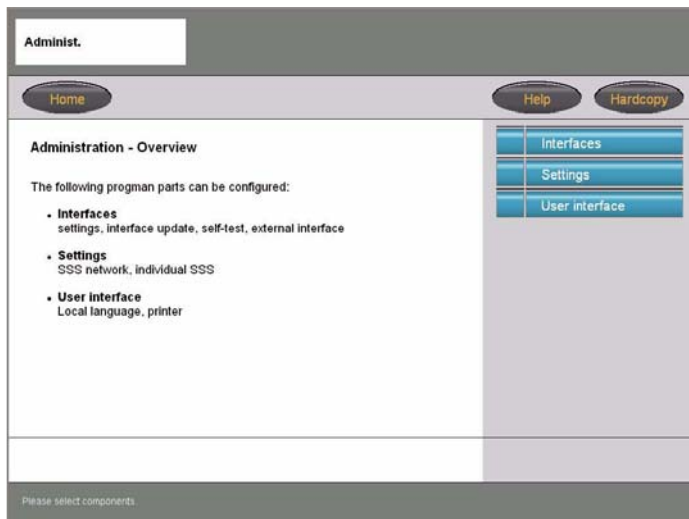 Administ.
Home
Help
Hardcopy
Administration - Overview
The following progman parts can be configured:
• Interfaces
settings, interface update, self-test, external interface
• Settings
SSS network, individual SSS
• User interface
Local language, printer
Interfaces
Settings
User interface
Please select components.